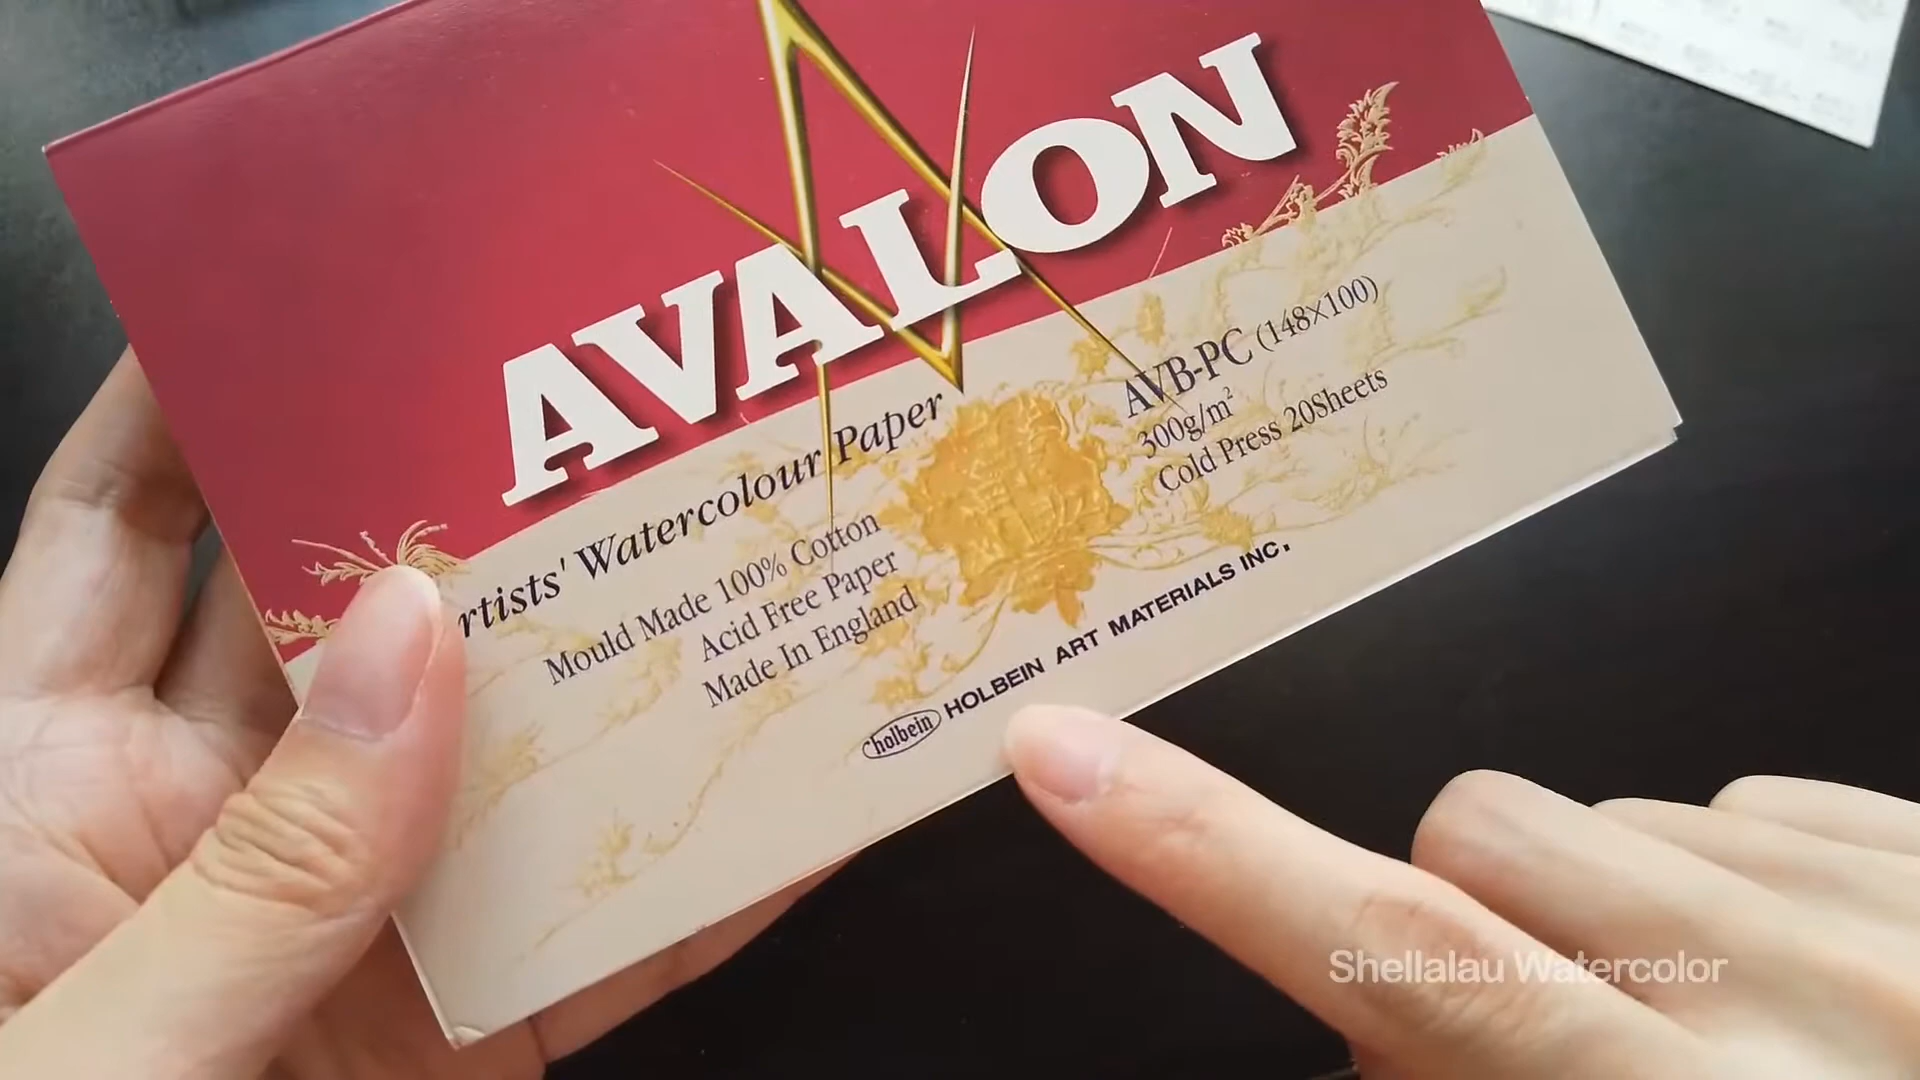 AVALON
rtists' Watercolour Paper
Mould Made 100% Cotton
Acid Free Paper
Made In England
AVB-PC (148×100)
300g/m²
Cold Press 20Sheets
holbein HOLBEIN ART MATERIALS INC.
Shellalau Watercolor